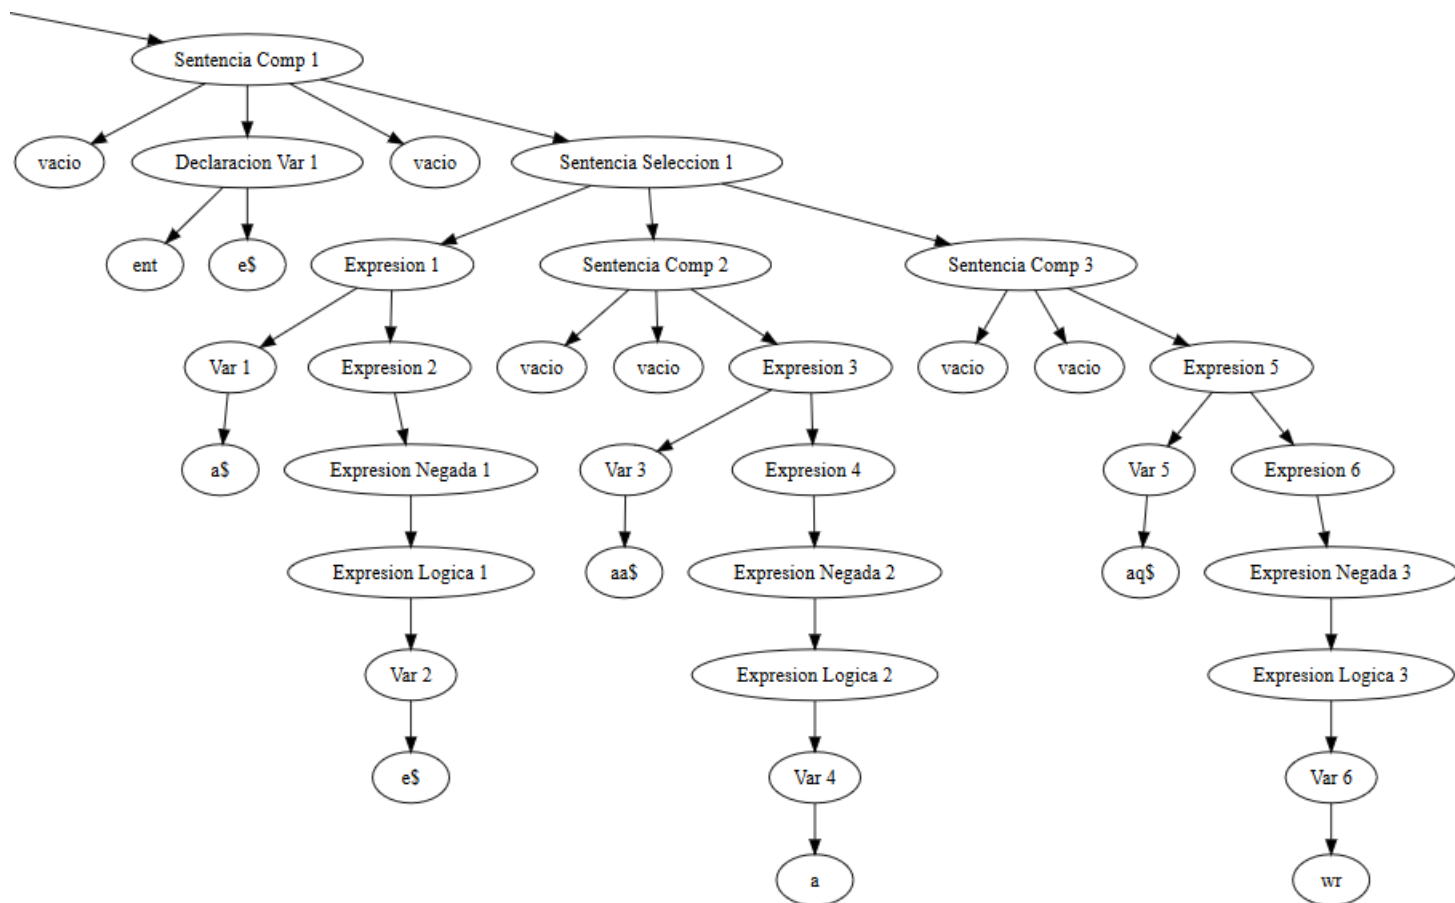 Sentencia Comp 1
vacio
Declaracion Var 1
vacio
Sentencia Seleccion 1
ent
e$
Expresion 1
Sentencia Comp 2
Sentencia Comp 3
Var 1
Expresion 2
vacio
vacio
Expresion 3
vacio
vacio
Expresion 5
a$
Expresion Negada 1
Var 3
Expresion 4
Var 5
Expresion 6
Expresion Logica 1
aa$
Expresion Negada 2
aq$
Expresion Negada 3
Var 2
Expresion Logica 2
Expresion Logica 3
e$
Var 4
Var 6
a
wr